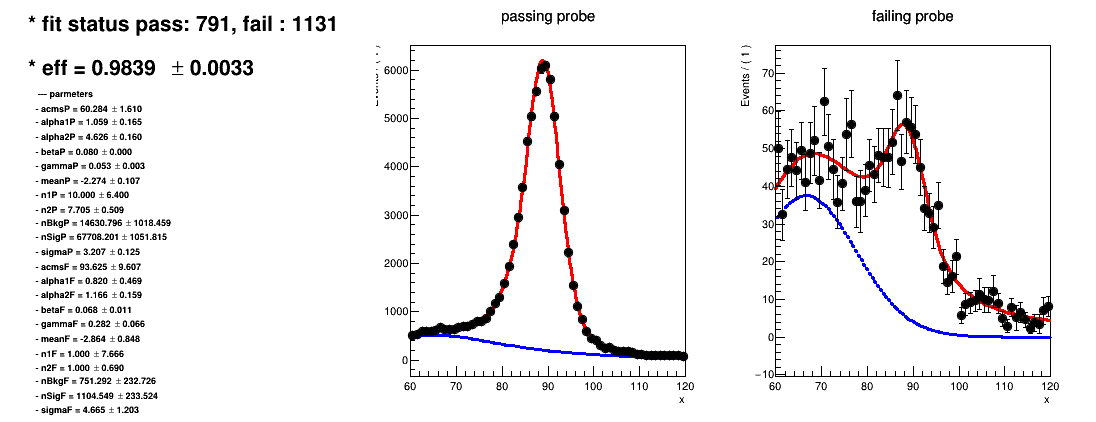 * fit status pass: 791, fail : 1131
* eff = 0.9839 ± 0.0033
--- parmeters
- acmsP = 60.284 ± 1.610
- alpha1P = 1.059 ± 0.165
- alpha2P = 4.626 ± 0.160
- betaP = 0.080 ± 0.000
- gammaP = 0.053 ± 0.003
- meanP = -2.274 ± 0.107
- n1P = 10.000 ± 6.400
- n2P = 7.705 ± 0.509
- nBkgP = 14630.796 ± 1018.459
- nSigP = 67708.201 ± 1051.815
- sigmaP = 3.207 ± 0.125
- acmsF = 93.625 ± 9.607
- alpha1F = 0.820 ± 0.469
- alpha2F = 1.166 ± 0.159
- betaF = 0.068 ± 0.011
- gammaF = 0.282 ± 0.066
- meanF = -2.864 ± 0.848
- n1F = 1.000 ± 7.666
- n2F = 1.000 ± 0.690
- nBkgF = 751.292 ± 232.726
- nSigF = 1104.549 ± 233.524
- sigmaF = 4.665 ± 1.203
passing probe
6000
5000
4000
3000
2000
1000
0
60 70 80 90 100 110 120
x
failing probe
Events / ( 1 )
70
60
50
40
30
20
10
0
−10
60 70 80 90 100 110 120
x